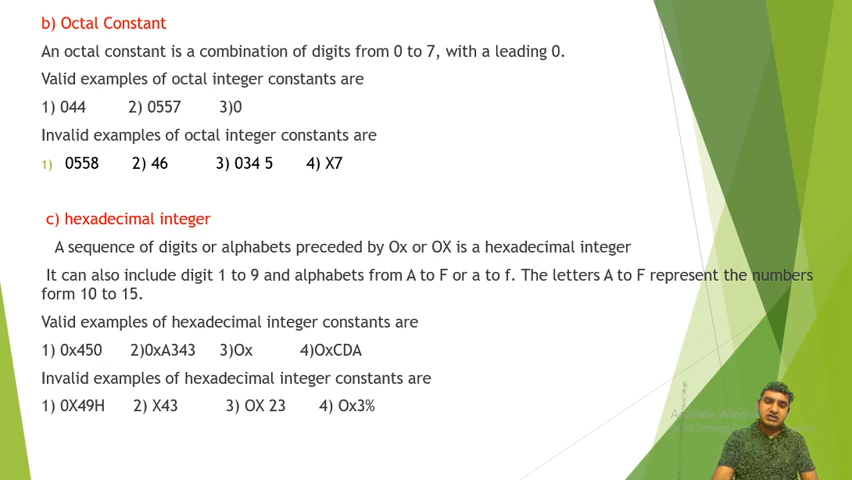 b) Octal Constant
An octal constant is a combination of digits from 0 to 7, with a leading 0.
Valid examples of octal integer constants are
1) 044 2) 0557 3)0
Invalid examples of octal integer constants are
1) 0558 2) 46 3) 034 5 4) X7
c) hexadecimal integer
A sequence of digits or alphabets preceded by Ox or OX is a hexadecimal integer
It can also include digit 1 to 9 and alphabets from A to F or a to f. The letters A to F represent the numbers
form 10 to 15.
Valid examples of hexadecimal integer constants are
1) 0x450 2)0xA343 3)Ox 4)OxCDA
Invalid examples of hexadecimal integer constants are
1) 0X49H 2) X43 3) OX 23 4) Ox3%
Activate Windo